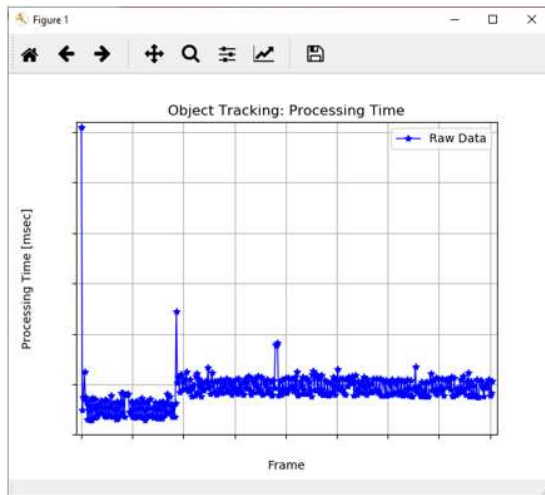 Figure 1
Object Tracking: Processing Time
Raw Data
Processing Time [msec]
Frame